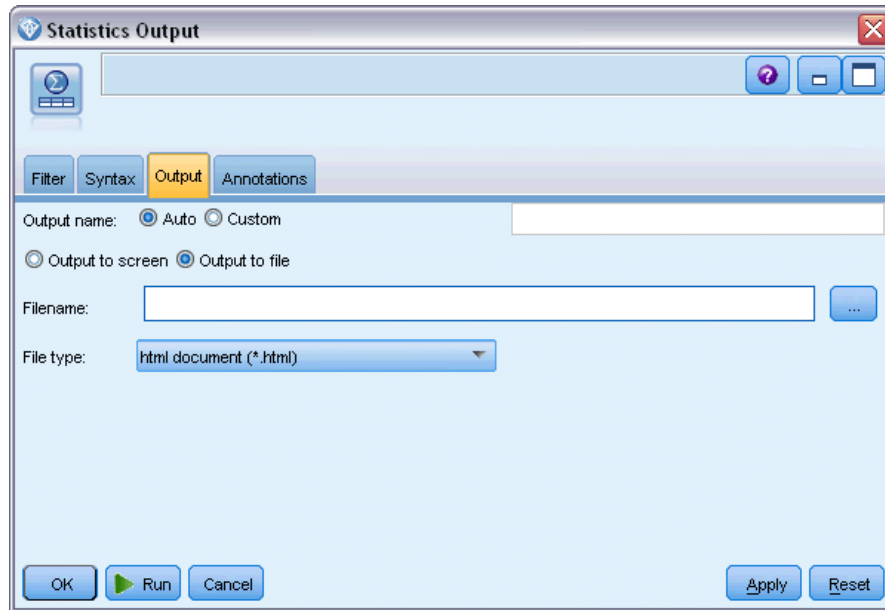 Statistics Output
Filter Syntax Output Annotations
Output name: Auto Custom
Output to screen Output to file
Filename: ...
File type: html document (*.html)
OK Run Cancel Apply Reset